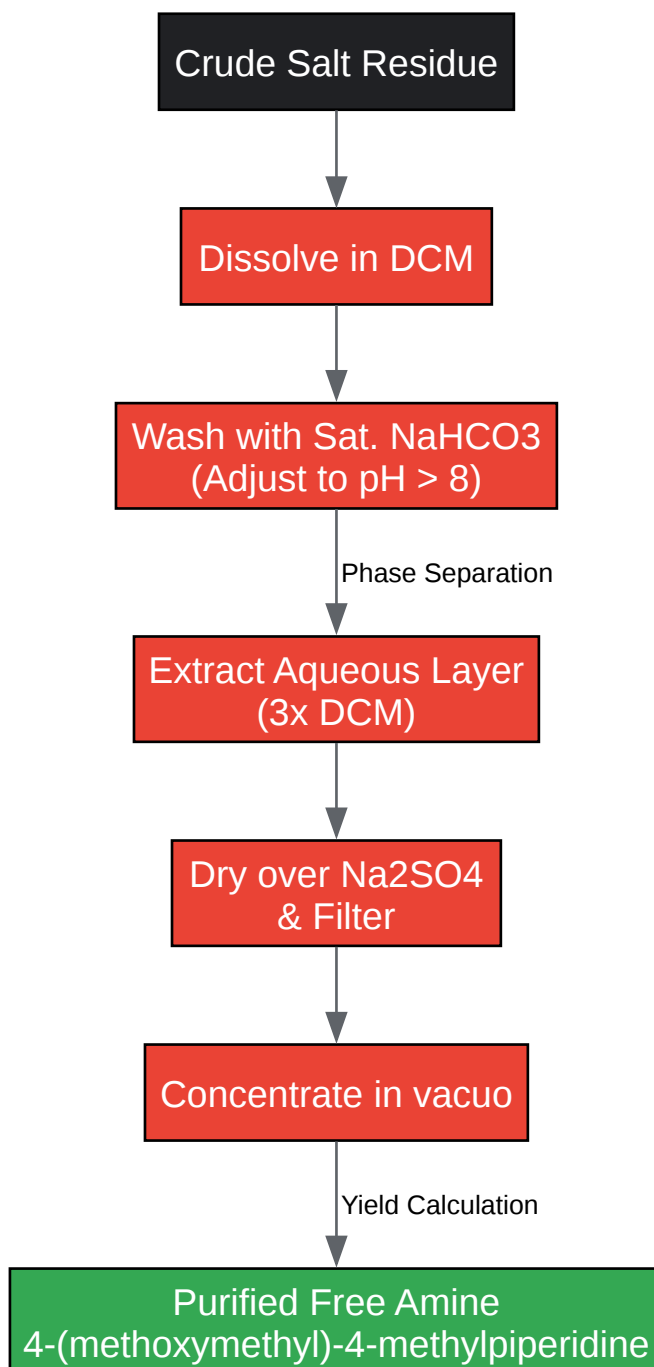 Crude Salt Residue
Dissolve in DCM
Wash with Sat. NaHCO3
(Adjust to pH > 8)
Phase Separation
Extract Aqueous Layer
(3x DCM)
Dry over Na2SO4
& Filter
Concentrate in vacuo
Yield Calculation
Purified Free Amine
4-(methoxymethyl)-4-methylpiperidine